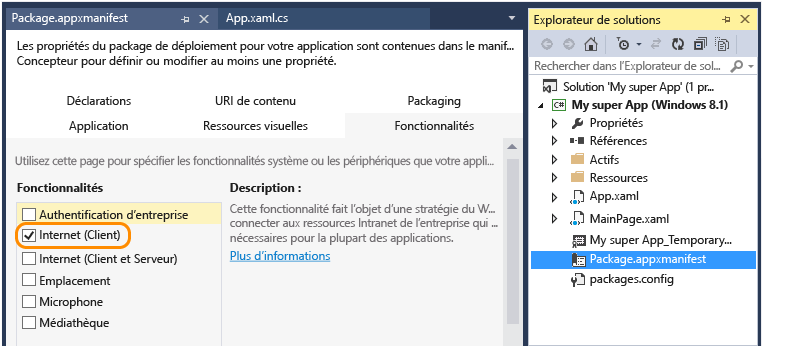 Package.appxmanifest
App.xaml.cs
Les propriétés du package de déploiement pour votre application sont contenues dans le manif...
Concepteur pour définir ou modifier au moins une propriété.
Déclarations
URI de contenu
Packaging
Application
Ressources visuelles
Fonctionnalités
Utilisez cette page pour spécifier les fonctionnalités système ou les périphériques que votre appli...
Fonctionnalités
Authentification d'entreprise
Internet (Client)
Internet (Client et Serveur)
Emplacement
Microphone
Médiathèque
Description :
Cette fonctionnalité fait l'objet d'une stratégie du W...
connecter aux ressources Intranet de l'entreprise qui ...
nécessaires pour la plupart des applications.
Plus d'informations
Explorateur de solutions
Rechercher dans l'Explorateur de sol...
Solution 'My super App' (1 pr...
C# My super App (Windows 8.1)
Propriétés
Références
Actifs
Ressources
App.xaml
MainPage.xaml
My super App_Temporary...
Package.appxmanifest
packages.config